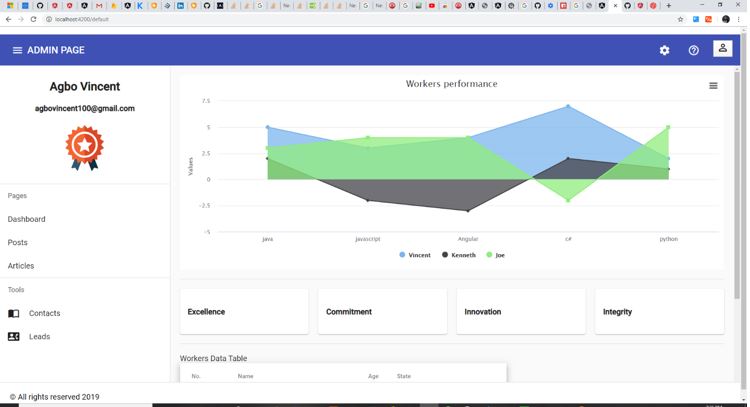 localhost:4200/default
ADMIN PAGE
Agbo Vincent
agbovincent100@gmail.com
Pages
Dashboard
Posts
Articles
Tools
Contacts
Leads
Workers performance
Values
7.5
5
2.5
0
-2.5
-5
java
javascript
Angular
c#
python
Vincent
Kenneth
Joe
Excellence
Commitment
Innovation
Integrity
Workers Data Table
No. Name Age State
© All rights reserved 2019